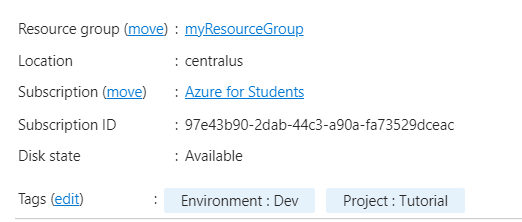 Resource group (move) : myResourceGroup
Location : centralus
Subscription (move) : Azure for Students
Subscription ID : 97e43b90-2dab-44c3-a90a-fa73529dceac
Disk state : Available
Tags (edit) : Environment : Dev Project : Tutorial